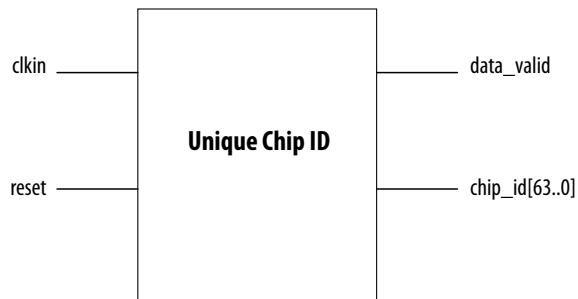 clkin
data_valid
Unique Chip ID
reset
chip_id[63..0]